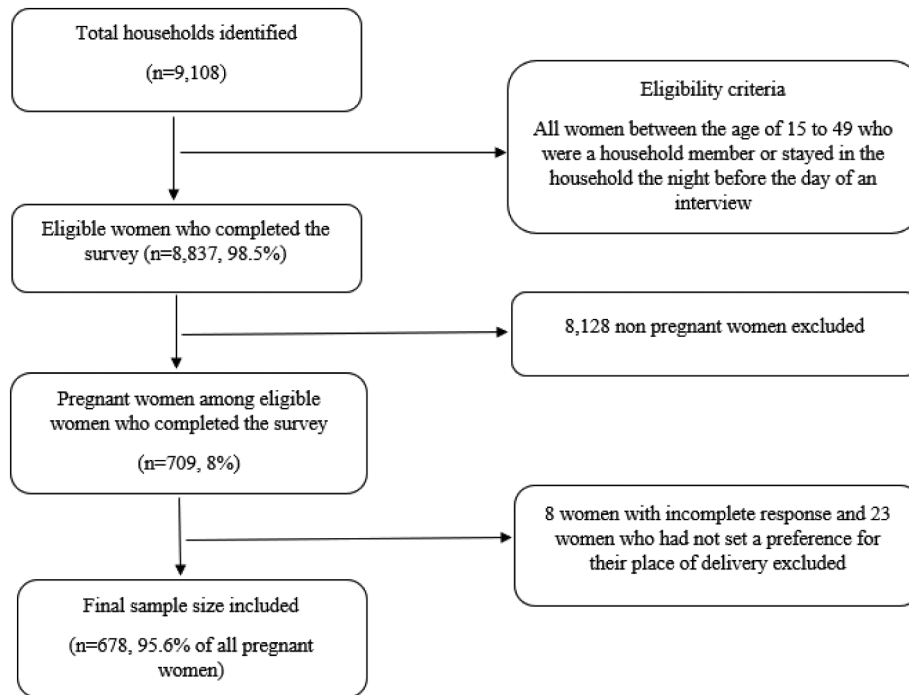 Total households identified
(n=9,108)
Eligibility criteria
All women between the age of 15 to 49 who
were a household member or stayed in the
household the night before the day of an
interview
Eligible women who completed the
survey (n=8,837, 98.5%)
8,128 non pregnant women excluded
Pregnant women among eligible
women who completed the survey
(n=709, 8%)
8 women with incomplete response and 23
women who had not set a preference for
their place of delivery excluded
Final sample size included
(n=678, 95.6% of all pregnant
women)